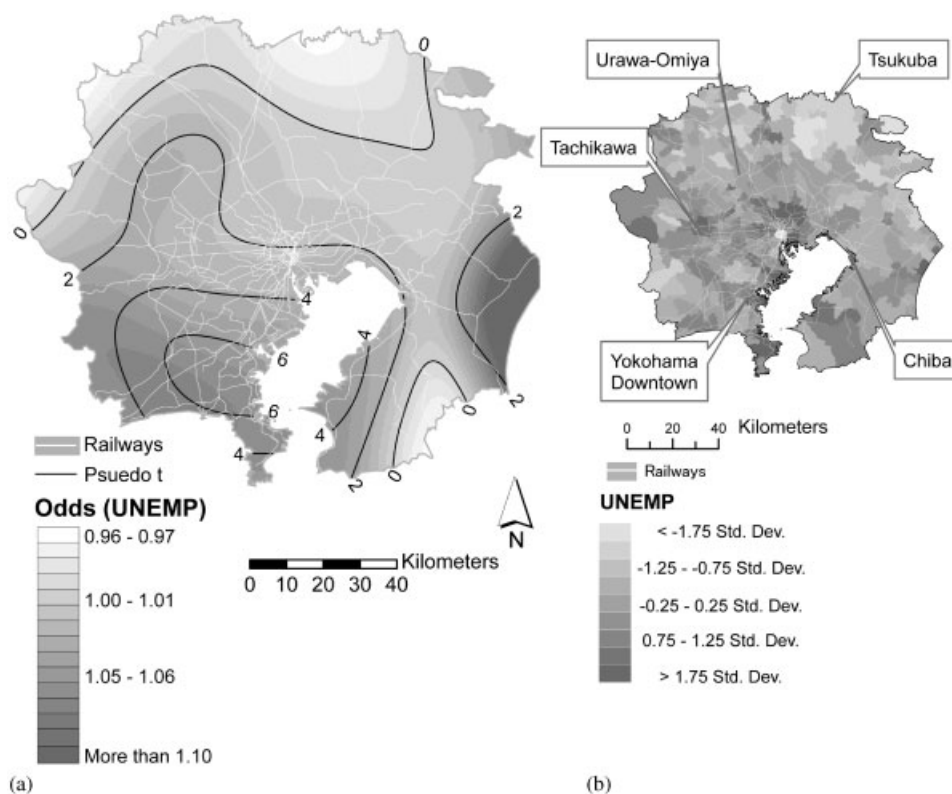 0
0
2
2
4
6
6
4
4
4
2
0
0
2
Railways
Psuedo t
Odds (UNEMP)
0.96 - 0.97
1.00 - 1.01
1.05 - 1.06
More than 1.10
N
Kilometers
0 10 20 30 40
(a)
Urawa-Omiya
Tsukuba
Tachikawa
Yokohama
Downtown
Chiba
Kilometers
0 20 40
Railways
UNEMP
< -1.75 Std. Dev.
-1.25 - -0.75 Std. Dev.
-0.25 - 0.25 Std. Dev.
0.75 - 1.25 Std. Dev.
> 1.75 Std. Dev.
(b)